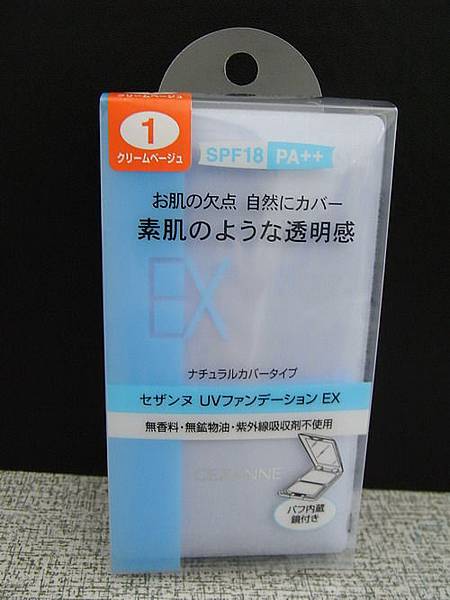 1
クリームベージュ
SPF18 PA++
お肌の欠点 自然にカバー
素肌のような透明感
EX
ナチュラルカバータイプ
セザンヌ UVファンデーション EX
無香料・無鉱物油・紫外線吸収剤不使用
CEZANNE
パフ内蔵
鏡付き